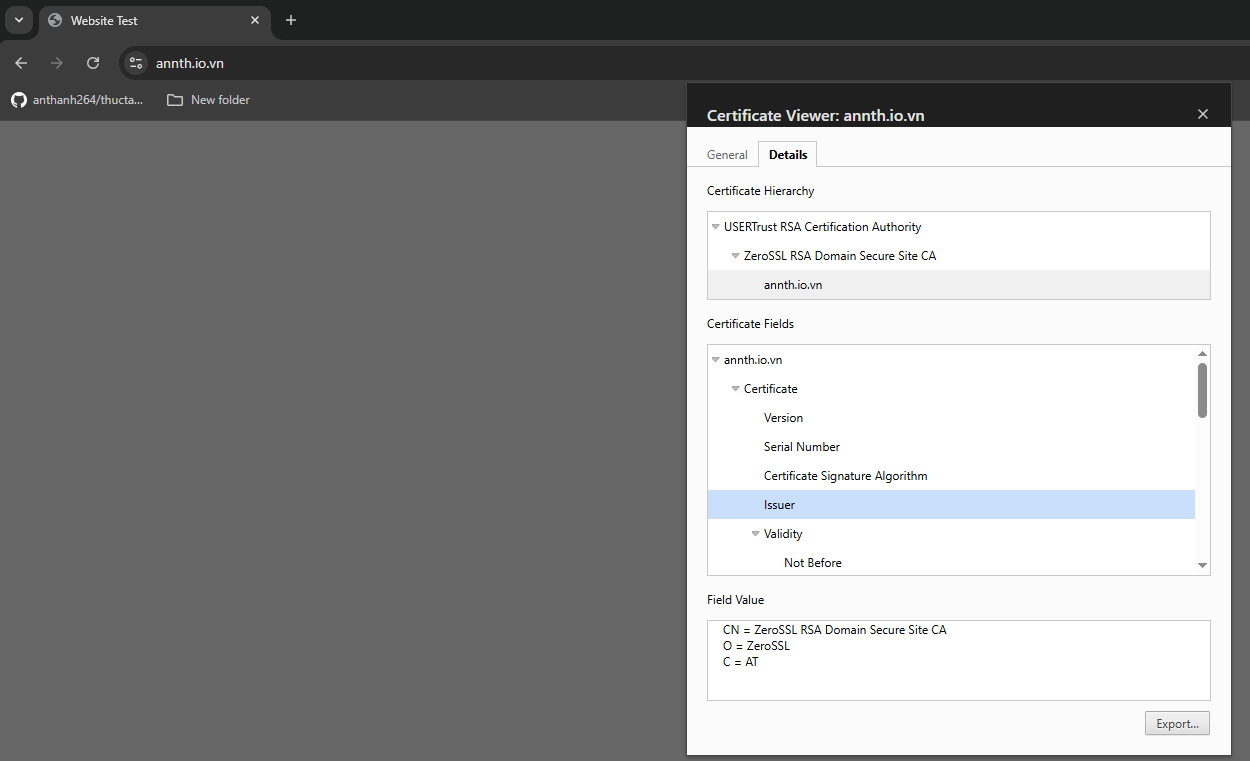 Website Test
annth.io.vn
anthanh264/thucta...
New folder
Certificate Viewer: annth.io.vn
General
Details
Certificate Hierarchy
USERTrust RSA Certification Authority
ZeroSSL RSA Domain Secure Site CA
annth.io.vn
Certificate Fields
annth.io.vn
Certificate
Version
Serial Number
Certificate Signature Algorithm
Issuer
Validity
Not Before
Field Value
CN = ZeroSSL RSA Domain Secure Site CA
O = ZeroSSL
C = AT
Export...